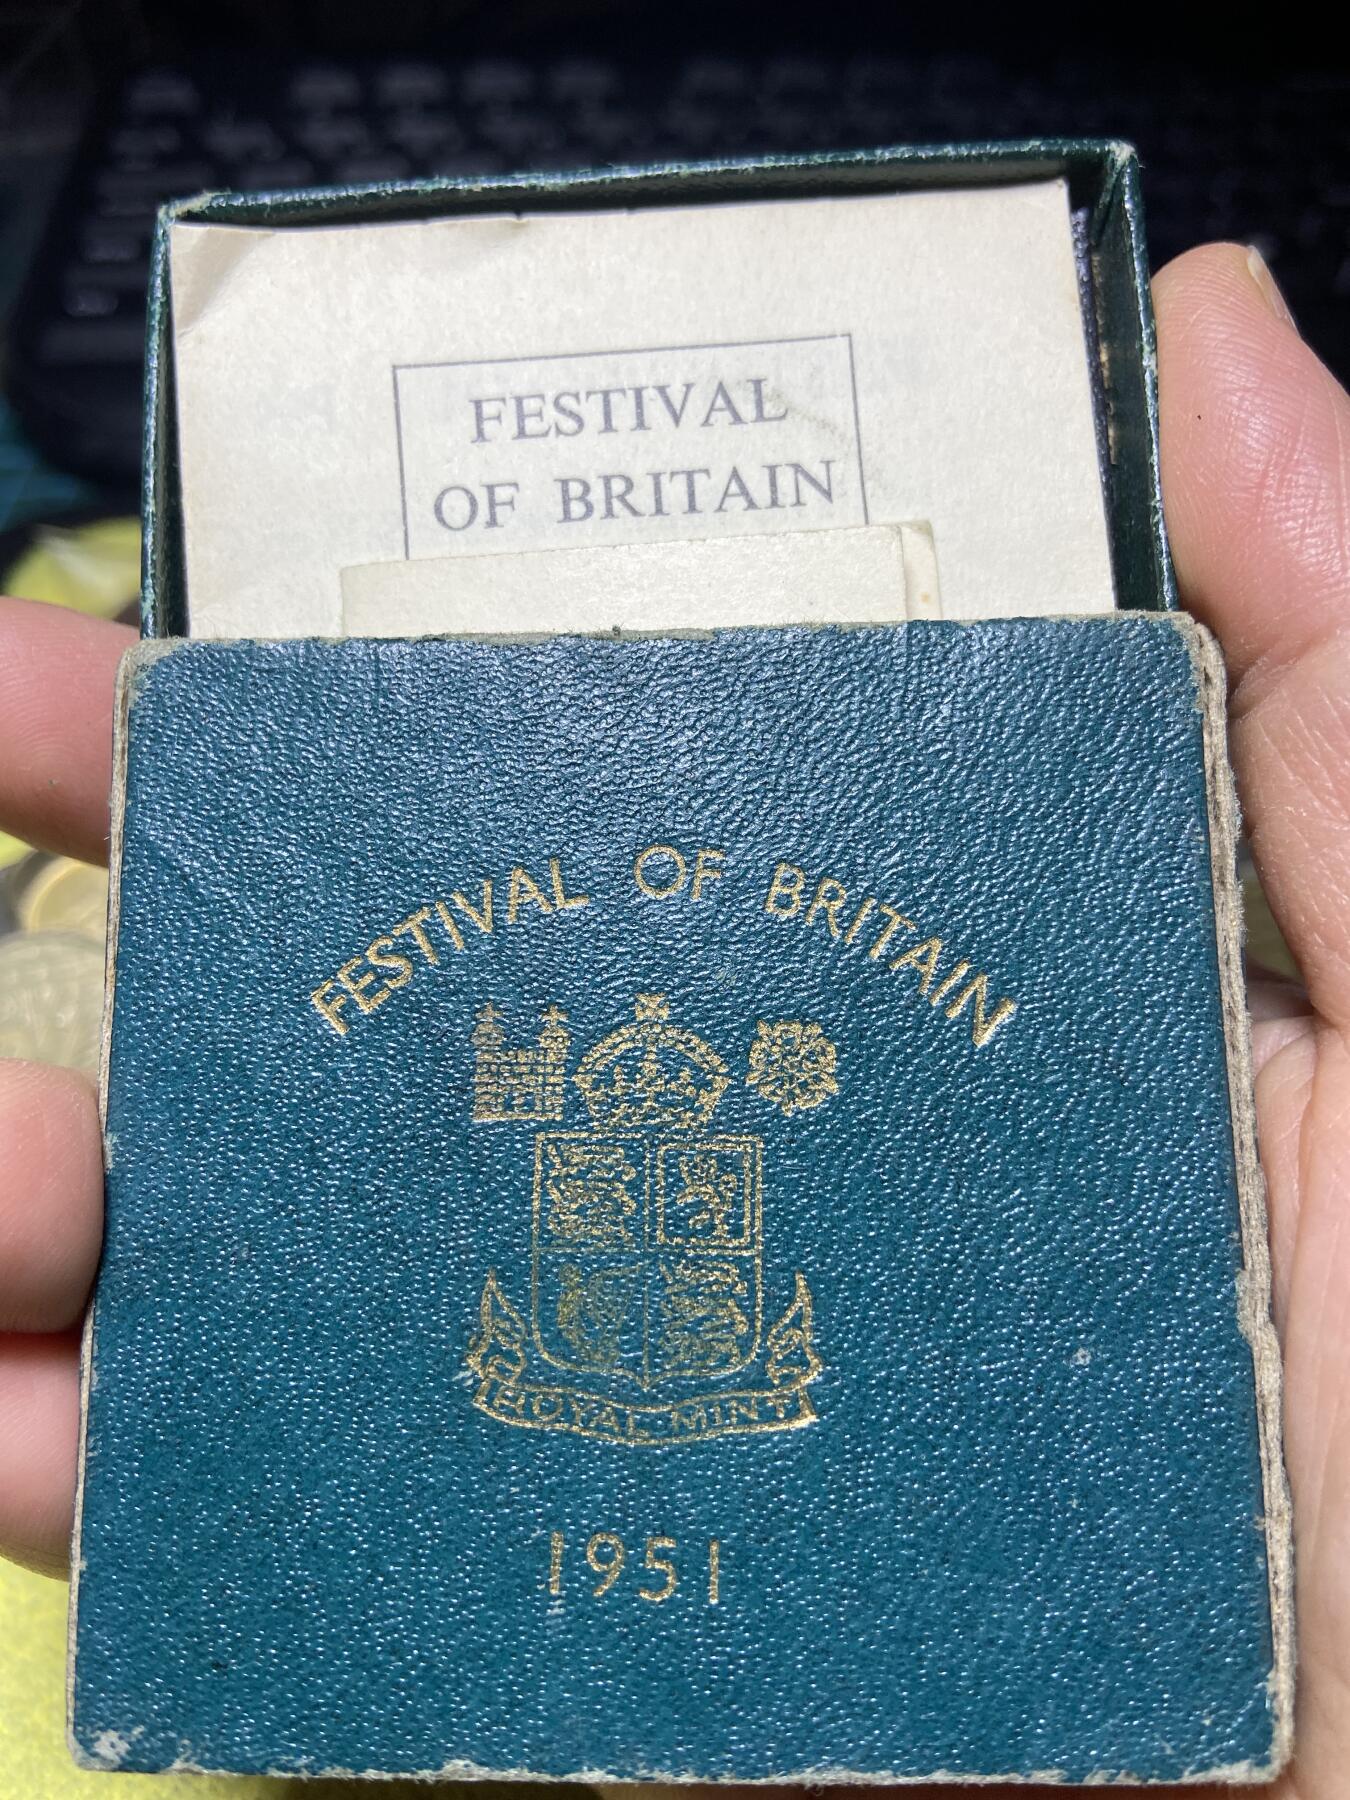 FESTIVAL
OF BRITAIN
FESTIVAL OF BRITAIN
ROYAL MINT
1951